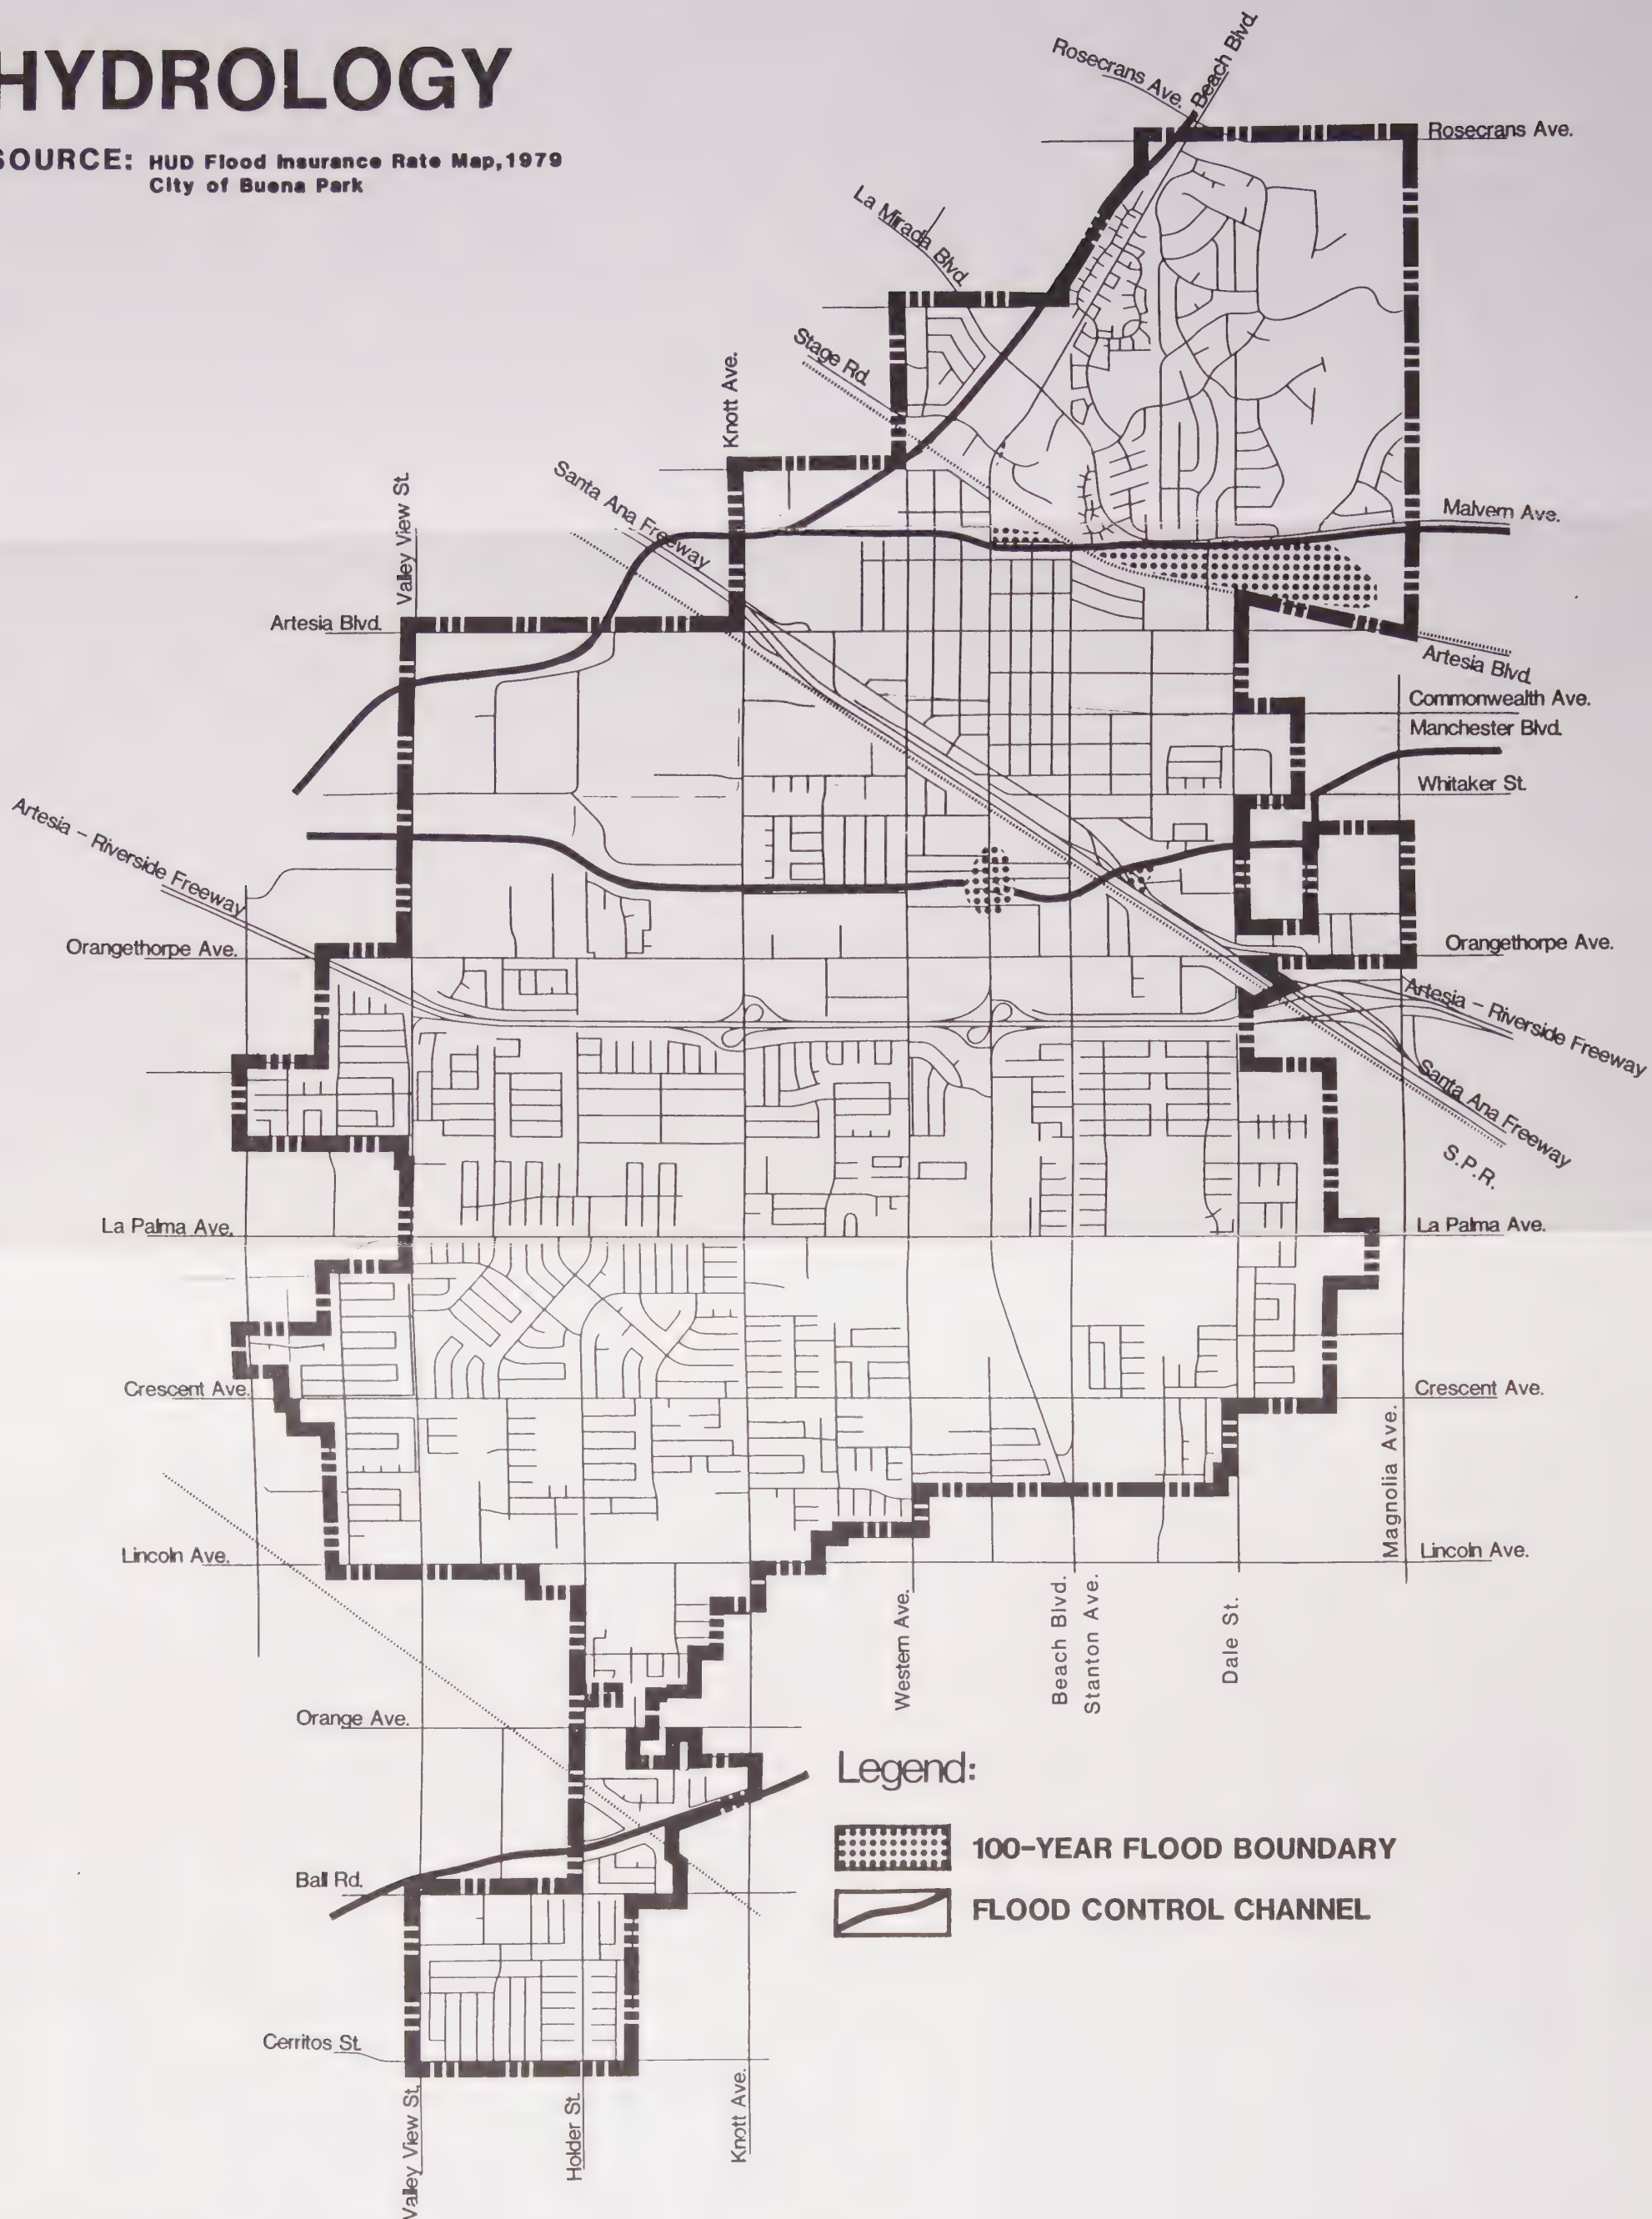 HYDROLOGY
SOURCE: HUD Flood Insurance Rate Map, 1979
City of Buena Park
Rosecrans Ave.
Beach Blvd.
Rosecrans Ave.
La Mirada Blvd.
Stage Rd.
Knott Ave.
Santa Ana Freeway
Valley View St.
Malvern Ave.
Artesia Blvd.
Artesia Blvd.
Commonwealth Ave.
Manchester Blvd.
Whitaker St.
Artesia - Riverside Freeway
Orangethorpe Ave.
Orangethorpe Ave.
Artesia - Riverside Freeway
Santa Ana Freeway
S.P.R.
La Palma Ave.
La Palma Ave.
Crescent Ave.
Crescent Ave.
Magnolia Ave.
Lincoln Ave.
Lincoln Ave.
Western Ave.
Beach Blvd.
Stanton Ave.
Dale St.
Orange Ave.
Legend:
100-YEAR FLOOD BOUNDARY
FLOOD CONTROL CHANNEL
Ball Rd.
Cerritos St.
Valley View St.
Holder St.
Knott Ave.